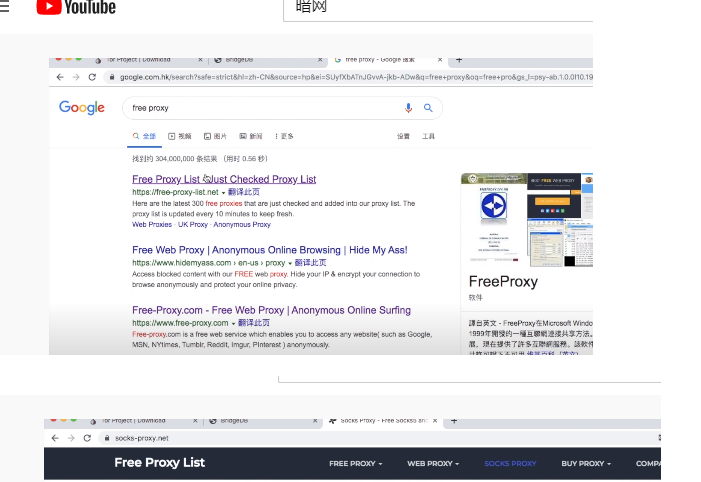 YouTube
暗网
Tor Project | Download
BridgeDB
free proxy - Google 搜索
google.com.hk/search?safe=strict&hl=zh-CN&source=hp&ei=SUyfXbATnJGvvA-jkb-ADw&q=free+proxy&oq=free+pro&gs_l=psy-ab.1.0.0l10.19
Google
free proxy
全部 视频 图片 新闻 更多 设置 工具
找到约 304,000,000 条结果 （用时 0.56 秒）
Free Proxy List - Just Checked Proxy List
https://free-proxy-list.net 翻译此页
Here are the latest 300 free proxies that are just checked and added into our proxy list. The
proxy list is updated every 10 minutes to keep fresh.
Web Proxies · UK Proxy · Anonymous Proxy
Free Web Proxy | Anonymous Online Browsing | Hide My Ass!
https://www.hidemyass.com › en-us › proxy 翻译此页
Access blocked content with our FREE web proxy. Hide your IP & encrypt your connection to
browse anonymously and protect your online privacy.
Free-Proxy.com - Free Web Proxy | Anonymous Online Surfing
https://www.free-proxy.com 翻译此页
Free-proxy.com is a free web service which enables you to access any website( such as Google,
MSN, NYtimes, Tumblr, Reddit, Imgur, Pinterest ) anonymously.
FreeProxy
软件
譯自英文 - FreeProxy在Microsoft Windo
1999年開發的一種互聯網連接共享方法。
展，現在提供了許多互聯網服務。該軟件
Tor Project | Download
BridgeDB
Socks Proxy - Free Socks5 an
socks-proxy.net
Free Proxy List
FREE PROXY WEB PROXY SOCKS PROXY BUY PROXY COMPA